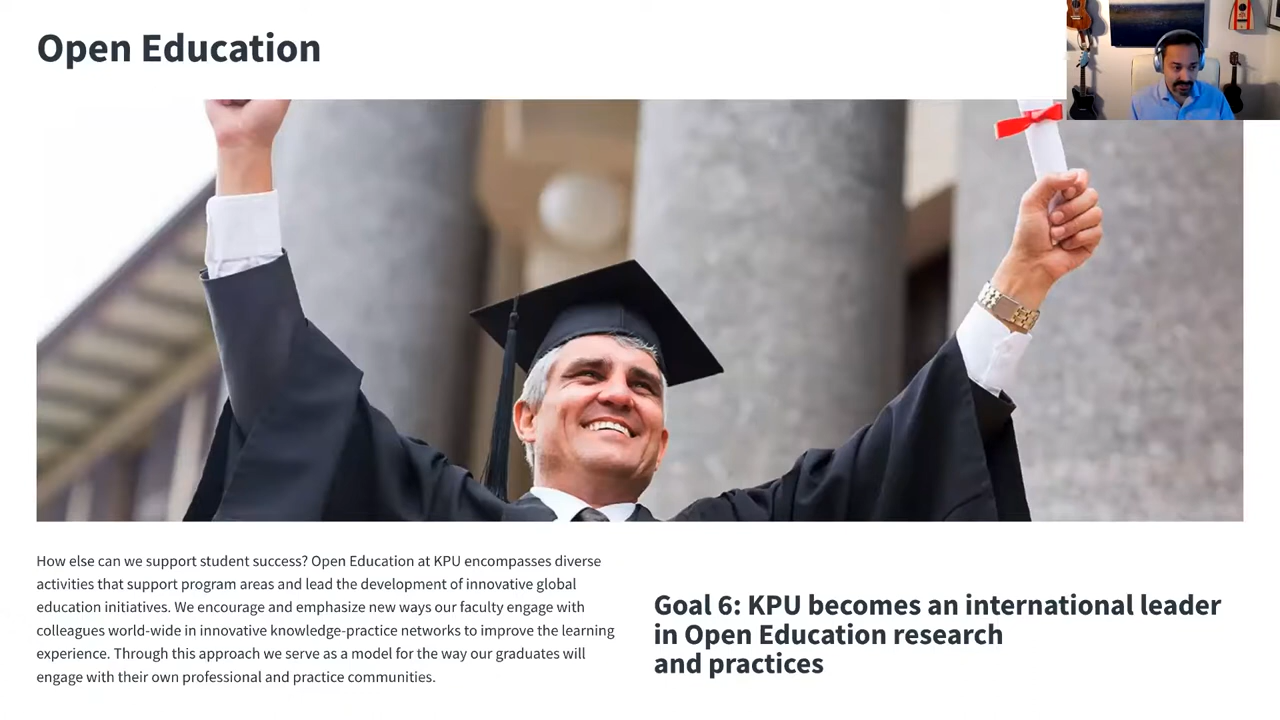 Open Education
How else can we support student success? Open Education at KPU encompasses diverse
activities that support program areas and lead the development of innovative global
education initiatives. We encourage and emphasize new ways our faculty engage with
colleagues world-wide in innovative knowledge-practice networks to improve the learning
experience. Through this approach we serve as a model for the way our graduates will
engage with their own professional and practice communities.
Goal 6: KPU becomes an international leader
in Open Education research
and practices